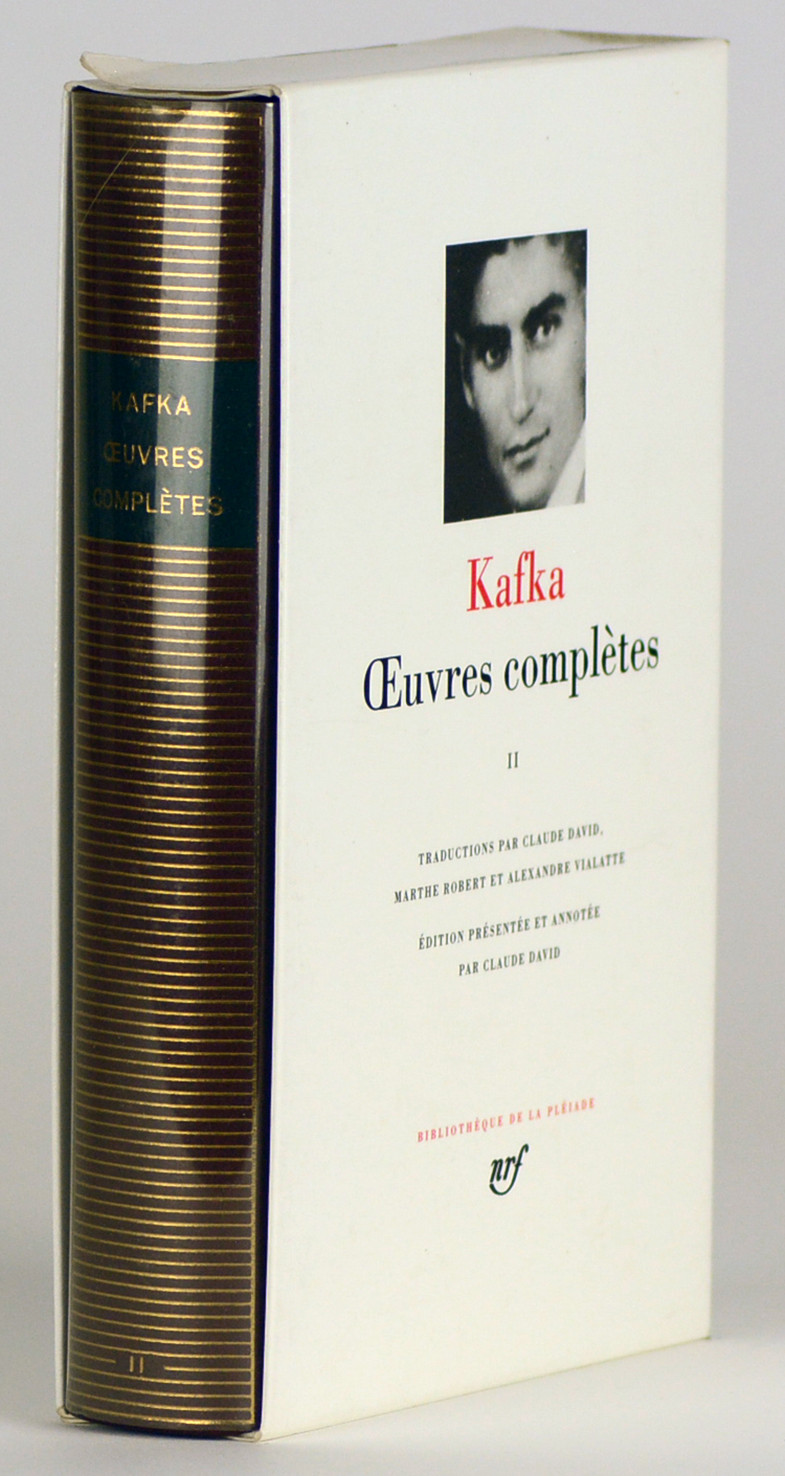 KAFKA
ŒUVRES
COMPLÈTES
II
Kafka
Œuvres complètes
II
TRADUCTIONS PAR CLAUDE DAVID,
MARTHE ROBERT ET ALEXANDRE VIALATTE
ÉDITION PRÉSENTÉE ET ANNOTÉE
PAR CLAUDE DAVID
BIBLIOTHÈQUE DE LA PLÉIADE
nrf